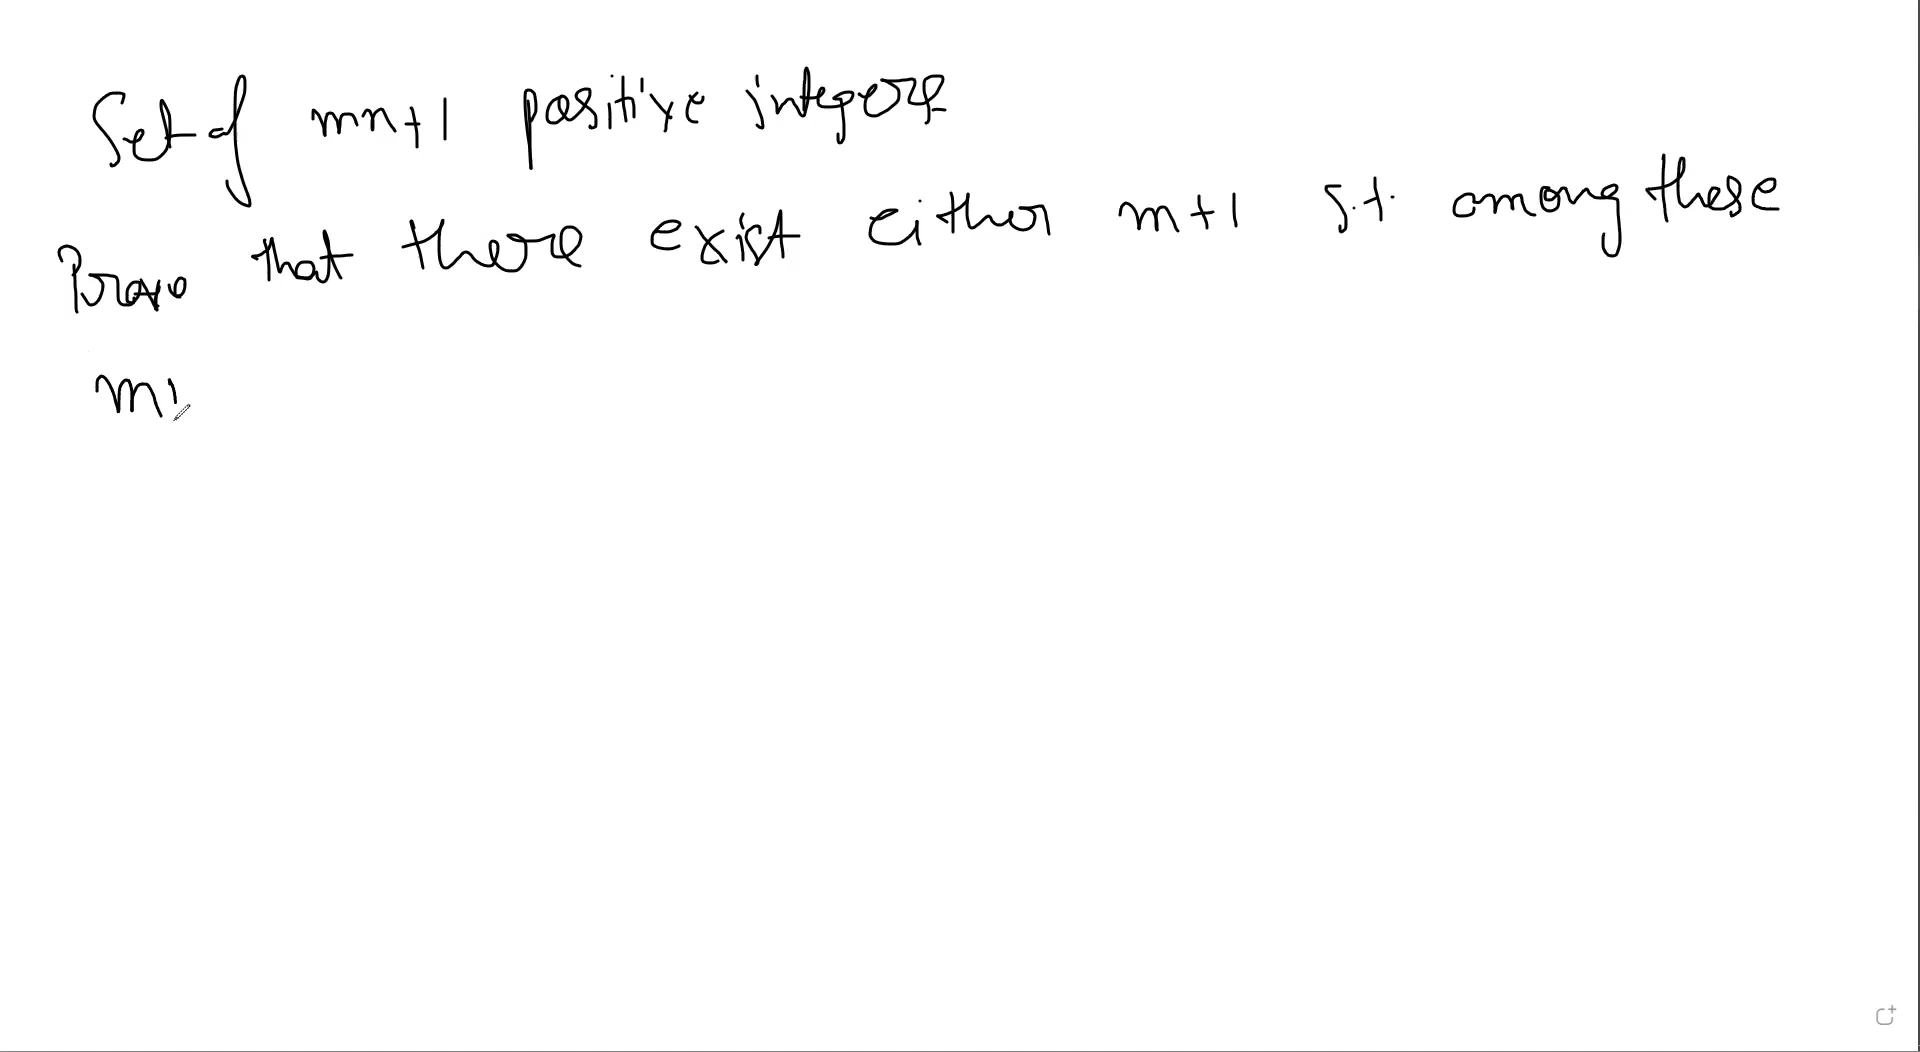 Set of mn+1 positive integers
Prove that there exist either m+1 s.t. among these
m